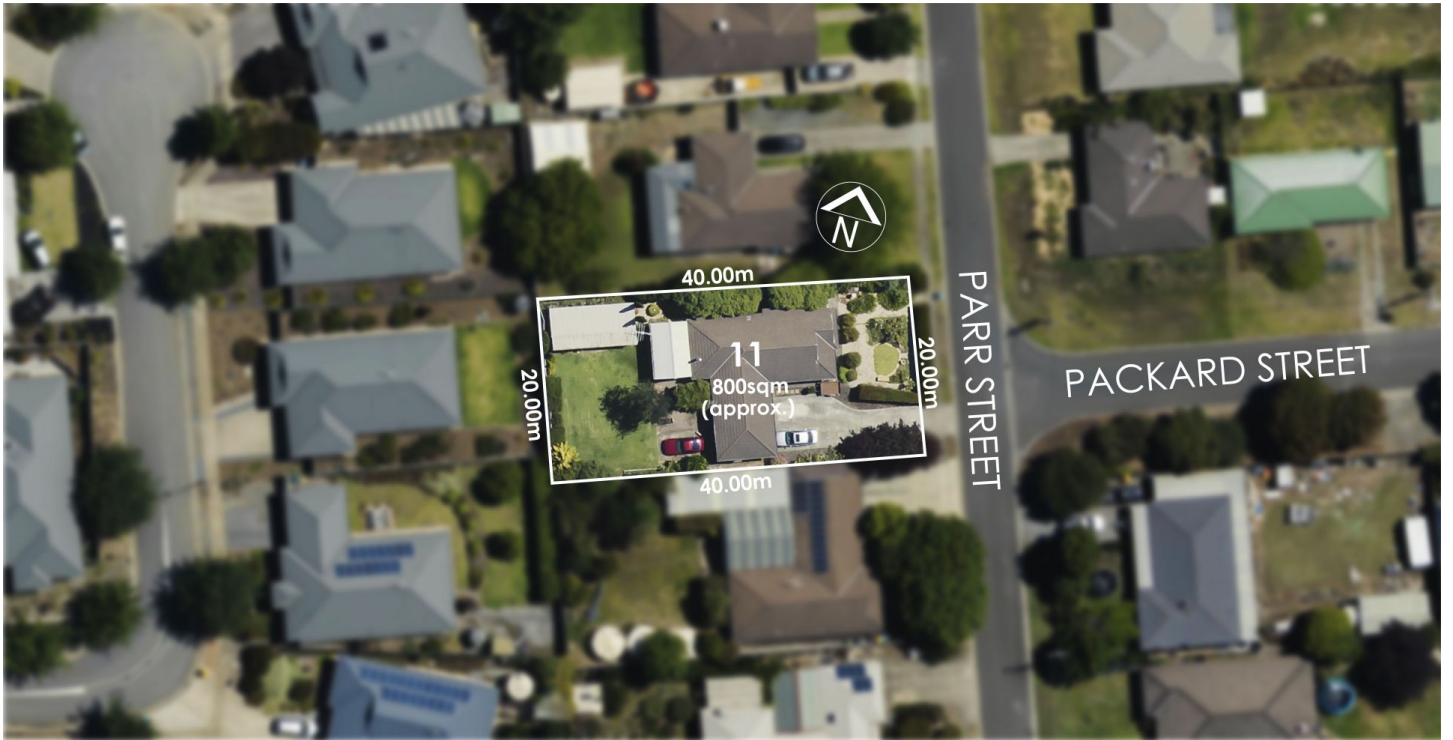 N
40.00m
11
800sqm
(approx.)
20.00m
20.00m
40.00m
PARR STREET
PACKARD STREET